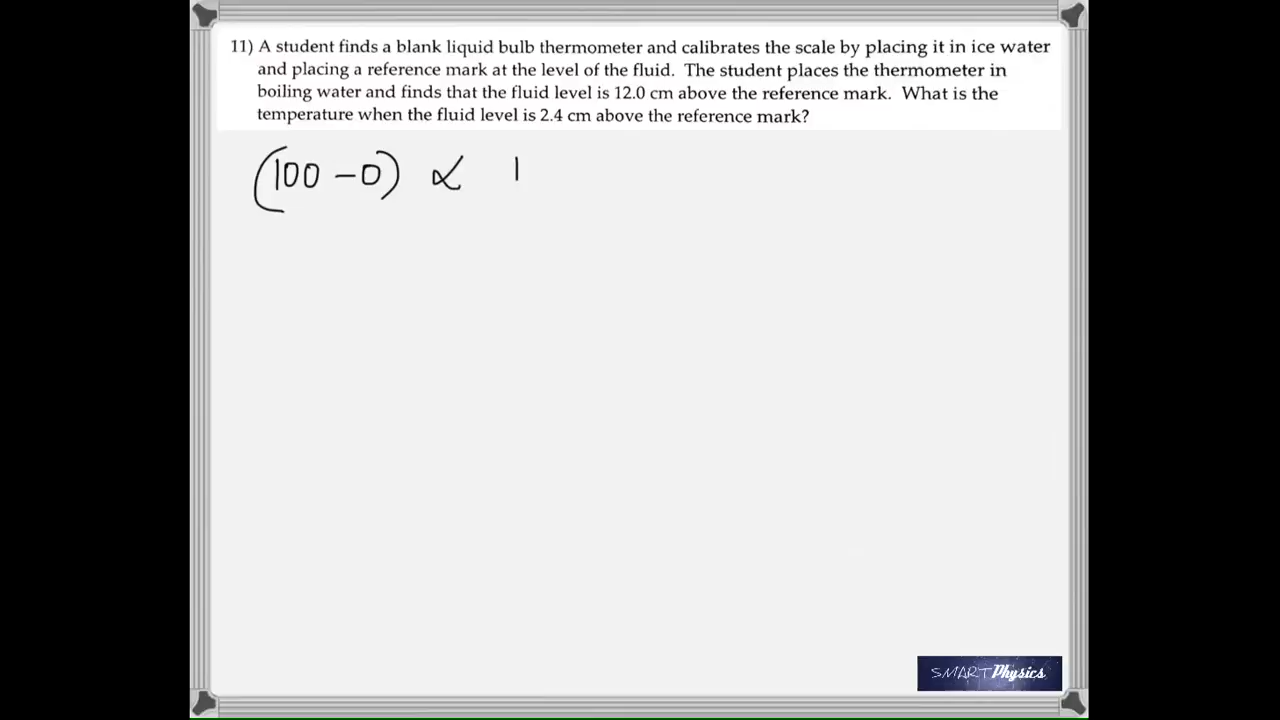 11) A student finds a blank liquid bulb thermometer and calibrates the scale by placing it in ice water
and placing a reference mark at the level of the fluid. The student places the thermometer in
boiling water and finds that the fluid level is 12.0 cm above the reference mark. What is the
temperature when the fluid level is 2.4 cm above the reference mark?
(100 - 0) ∝ 1
SMARTPhysics